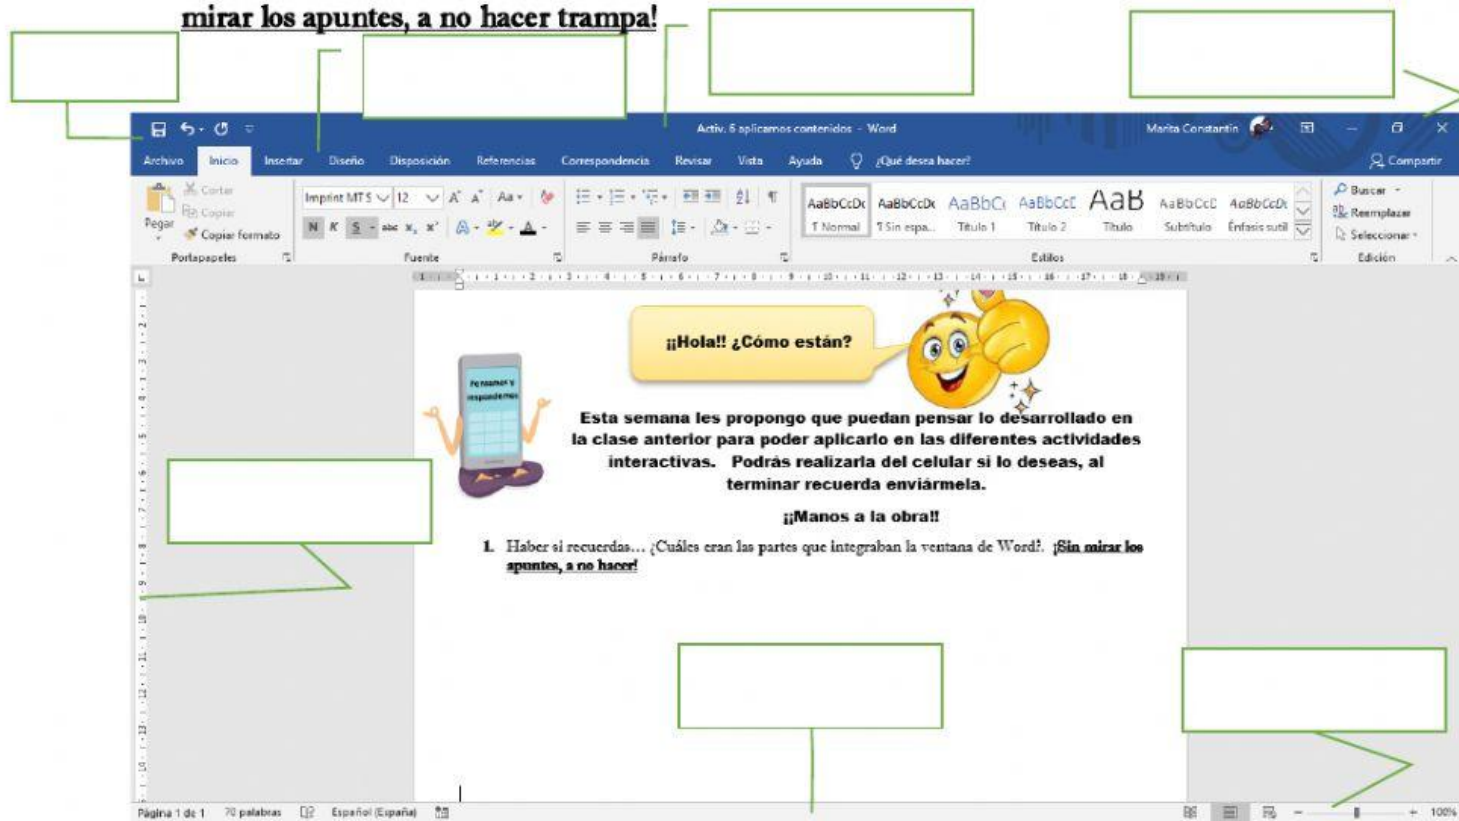 mirar los apuntes, a no hacer trampa!
Activ. 6 aplicamos contenidos - Word
Marita Constantin
Archivo Inicio Insertar Diseño Disposición Referencias Correspondencia Revisar Vista Ayuda ¿Qué desea hacer? Compartir
Pegar
Cortar
Copiar
Copiar formato
Portapapeles
Imprint MT S 12
N K S abc x, x²
Fuente
Párrafo
AaBbCcDc AaBbCcDc AaBbCc AaBbCcC AaB AaBbCcC AaBbCcDc
1 Normal 1 Sin espa... Título 1 Título 2 Título Subtítulo Énfasis sutil
Estilos
Buscar
Reemplazar
Seleccionar
Edición
¡¡Hola!! ¿Cómo están?
Pensamos y
respondemos
Esta semana les propongo que puedan pensar lo desarrollado en
la clase anterior para poder aplicarlo en las diferentes actividades
interactivas. Podrás realizarla del celular si lo deseas, al
terminar recuerda enviármela.
¡¡Manos a la obra!!
1. Haber si recuerdas... ¿Cuáles eran las partes que integraban la ventana de Word?. ¡Sin mirar los
apuntes, a no hacer!
Página 1 de 1 70 palabras Español (España) 100%